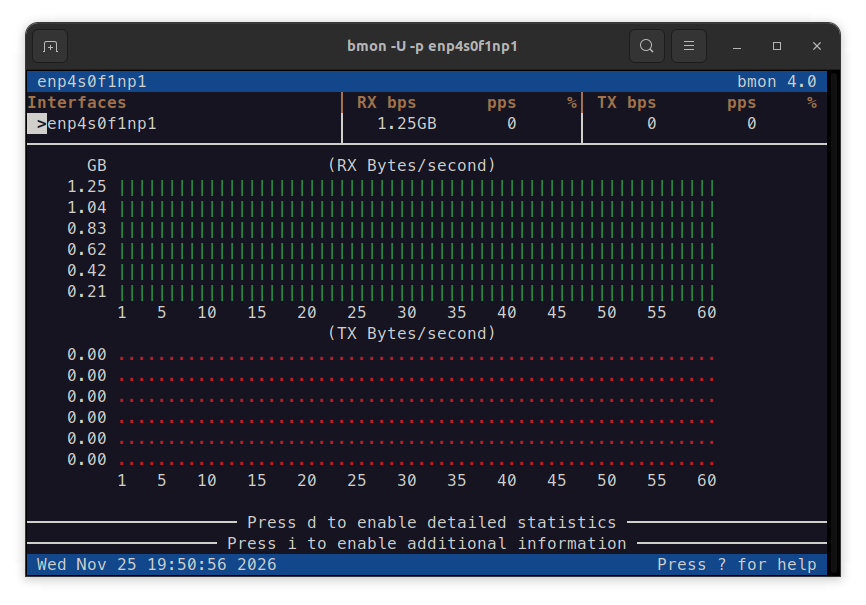 bmon -U -p enp4s0f1np1
enp4s0f1np1 bmon 4.0
Interfaces RX bps pps % TX bps pps %
>enp4s0f1np1 1.25GB 0 0 0
GB (RX Bytes/second)
1.25 ||||||||||||||||||||||||||||||||||||||||||||||||||||||||||||
1.04 ||||||||||||||||||||||||||||||||||||||||||||||||||||||||||||
0.83 ||||||||||||||||||||||||||||||||||||||||||||||||||||||||||||
0.62 ||||||||||||||||||||||||||||||||||||||||||||||||||||||||||||
0.42 ||||||||||||||||||||||||||||||||||||||||||||||||||||||||||||
0.21 ||||||||||||||||||||||||||||||||||||||||||||||||||||||||||||
1 5 10 15 20 25 30 35 40 45 50 55 60
(TX Bytes/second)
0.00 ............................................................
0.00 ............................................................
0.00 ............................................................
0.00 ............................................................
0.00 ............................................................
0.00 ............................................................
1 5 10 15 20 25 30 35 40 45 50 55 60
Press d to enable detailed statistics
Press i to enable additional information
Wed Nov 25 19:50:56 2026 Press ? for help